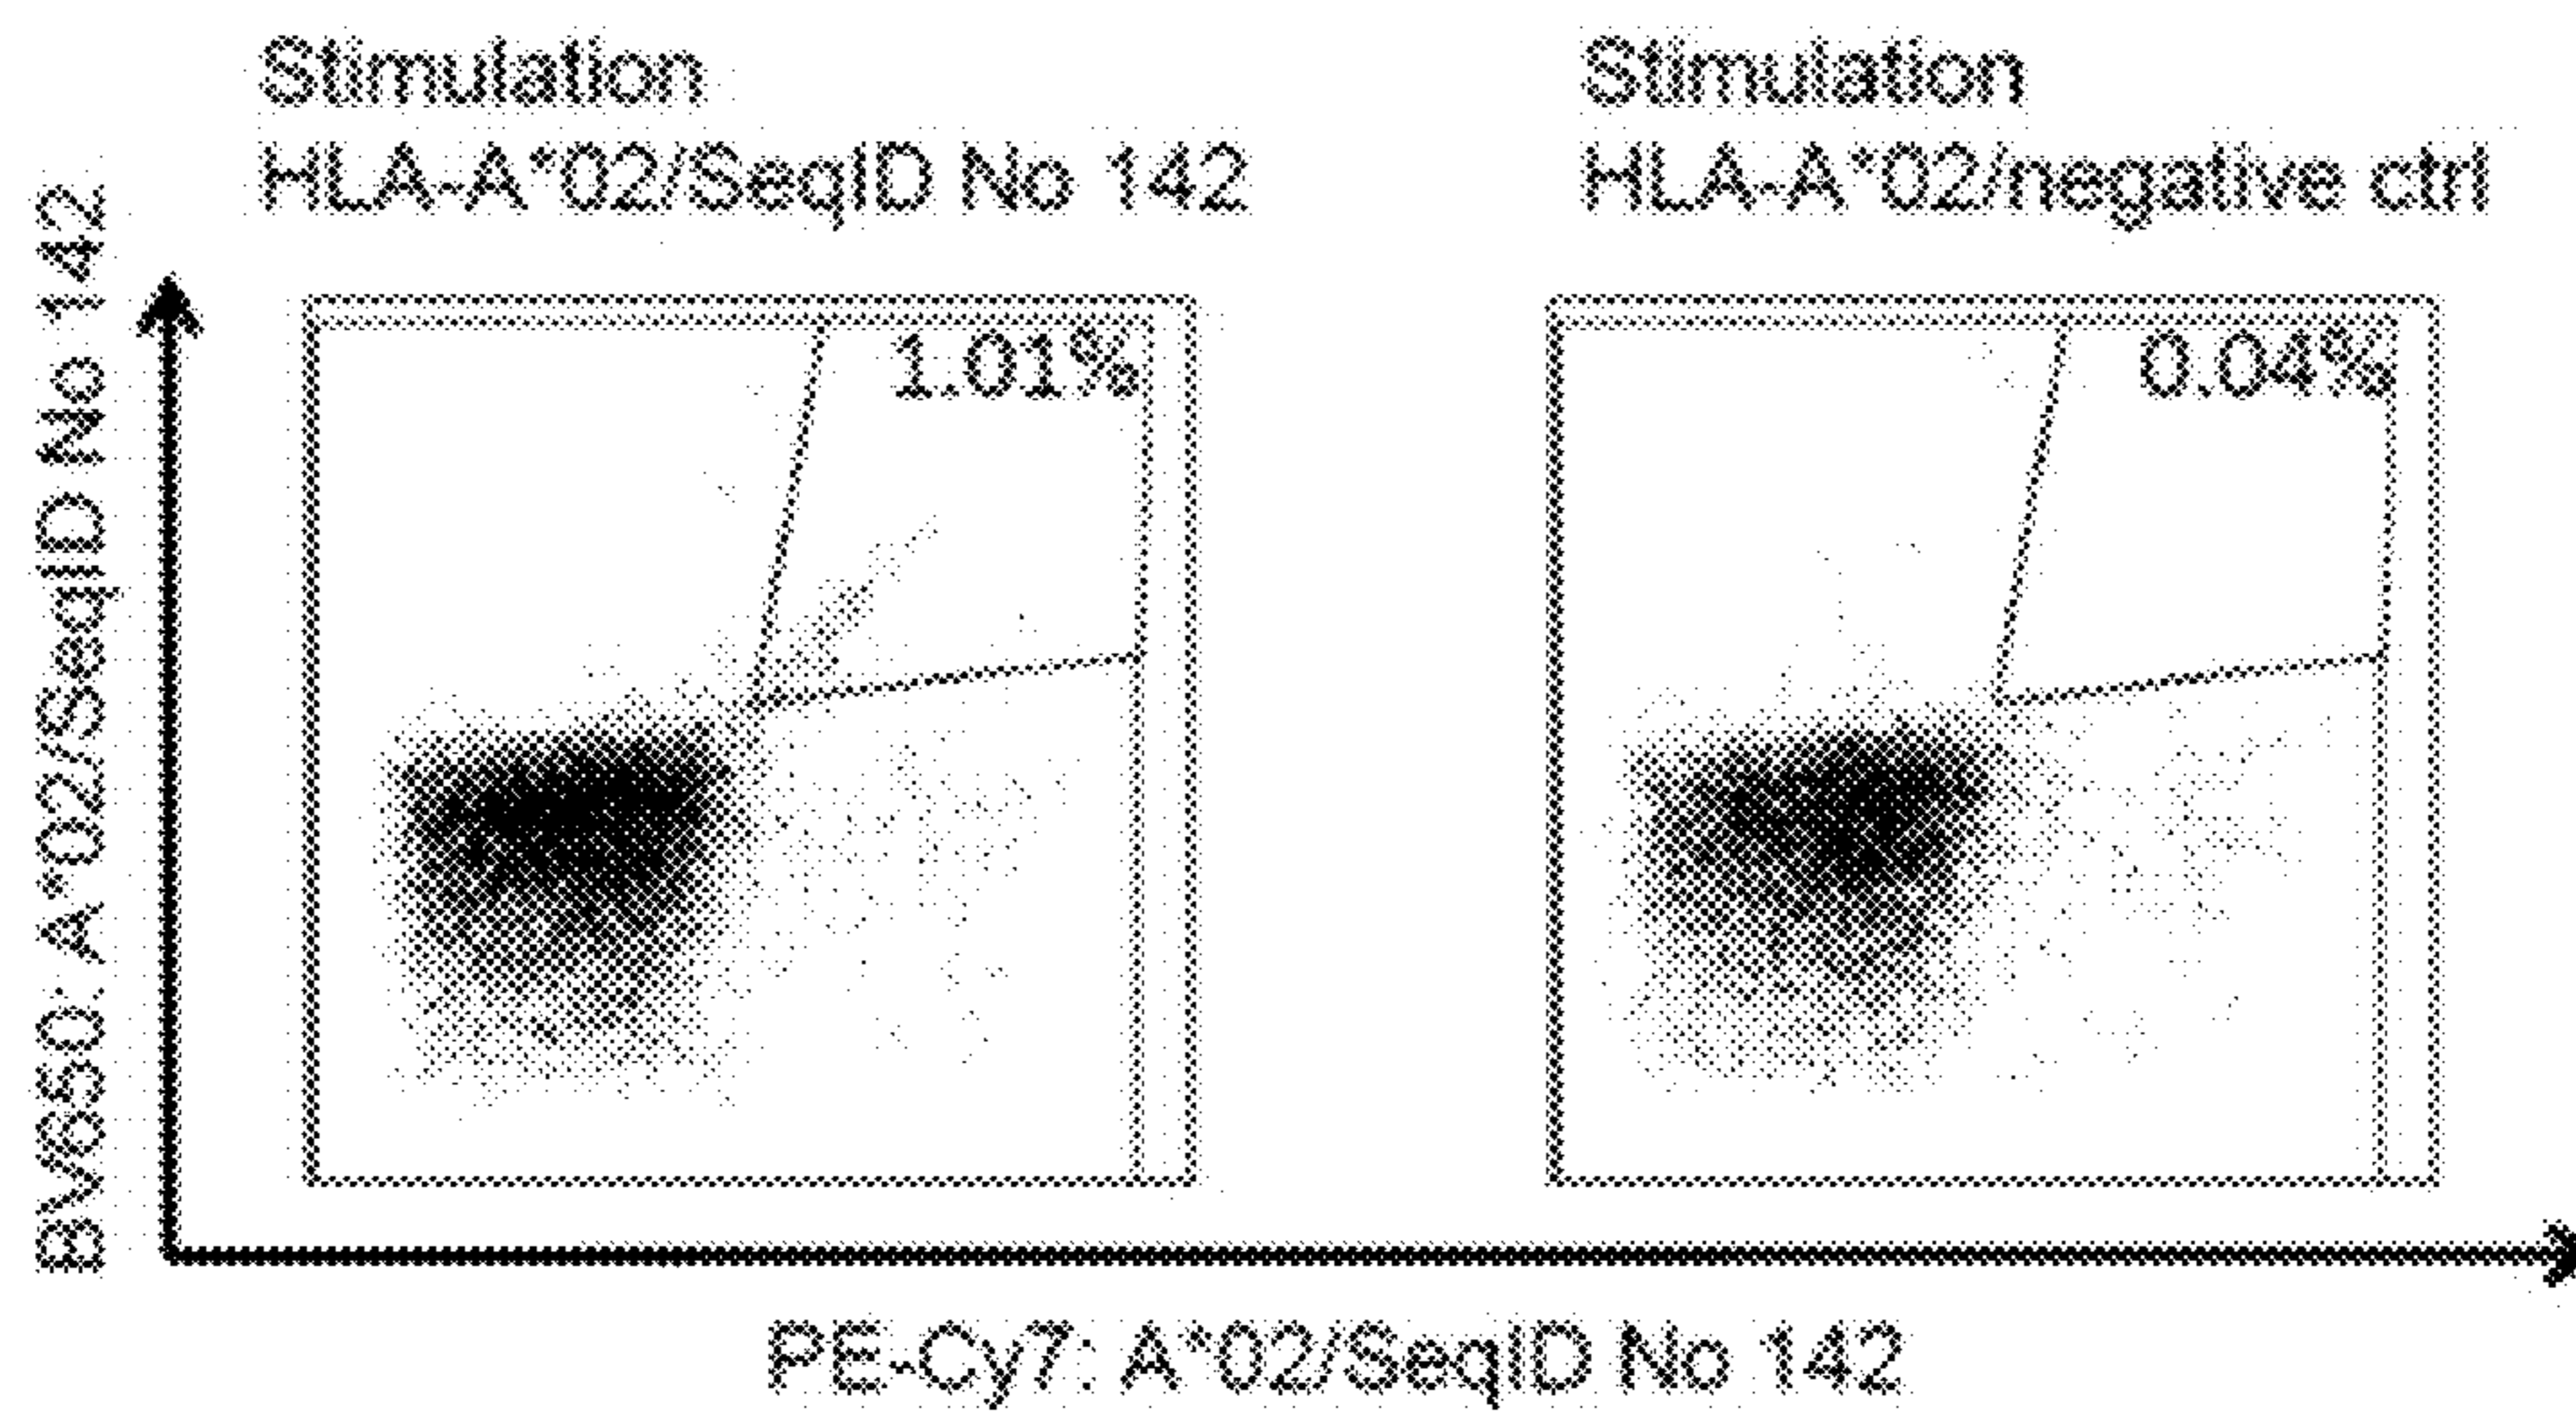 Stimulation
HLA-A*02/SeqID No 142
Stimulation
HLA-A*02/negative ctrl
BV650: A*02/SeqID No 142
1.01%
0.04%
PE-Cy7: A*02/SeqID No 142